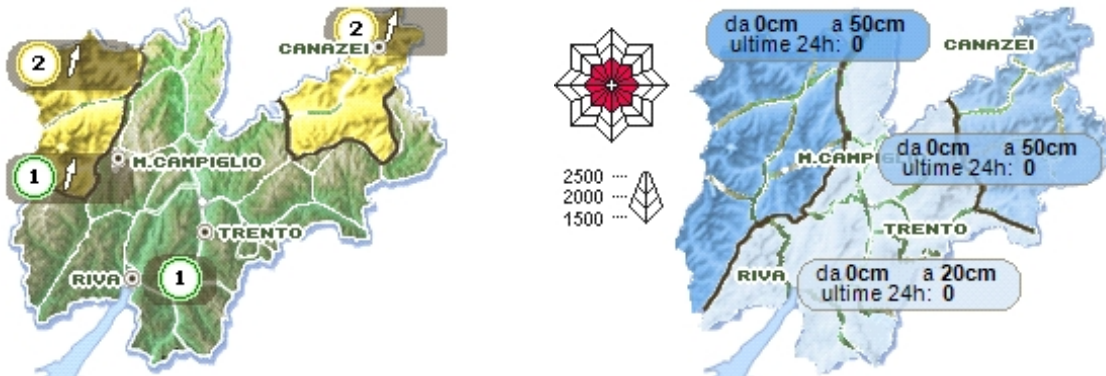 2
CANAZEI
2
M.CAMPIGLIO
1
TRENTO
RIVA
1
2500
2000
1500
da 0cm a 50cm
ultime 24h: 0
CANAZEI
da 0cm a 50cm
ultime 24h: 0
M.CAMPI
TRENTO
da 0cm a 20cm
ultime 24h: 0
RIVA